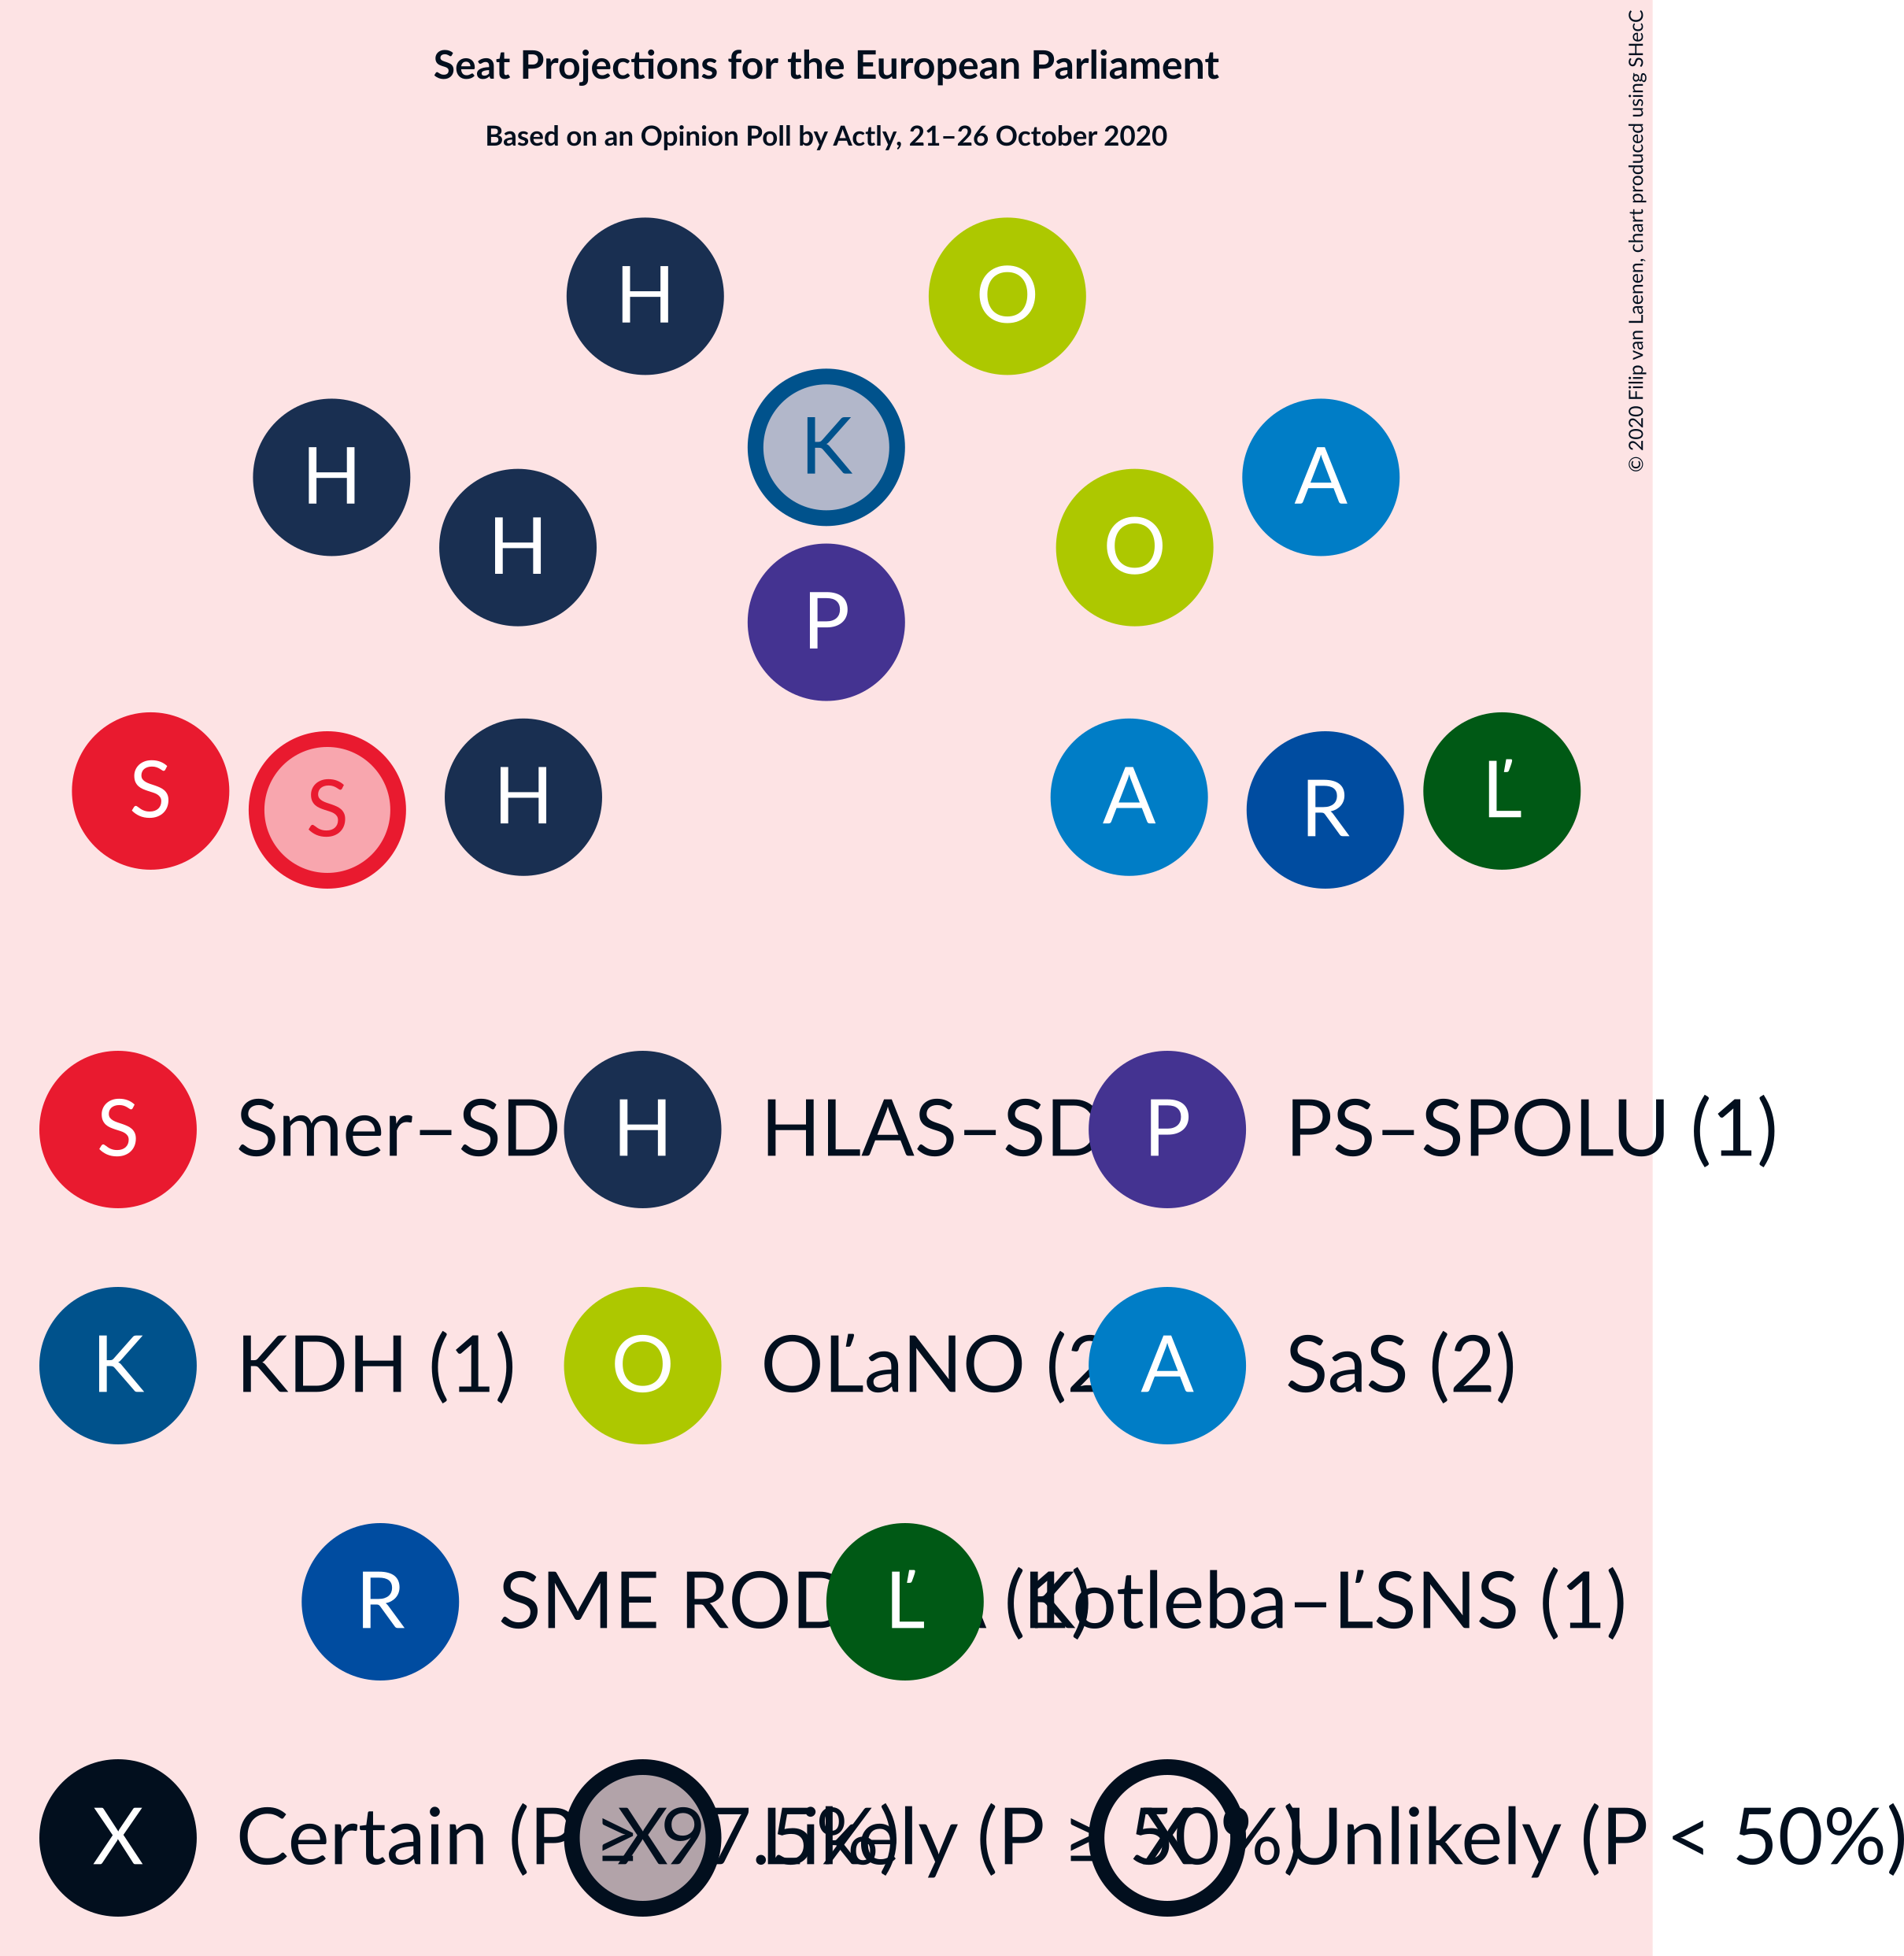 Seat Projections for the European Parliament
Based on an Opinion Poll by Actly, 21–26 October 2020
© 2020 Filip van Laenen, chart produced using SHecC
H O
K
H A
H O
P
S Ľ
H A
S R
S Smer–SD H HLAS–SD P PS–SPOLU (1)
K KDH (1) O OĽaNO (2 A SaS (2)
R SME Ľ (1) Kotleba–ĽSNS (1)
X Certain (P ≥ 97.5%) X Likely (P ≥ 50%) X Unlikely (P < 50%)